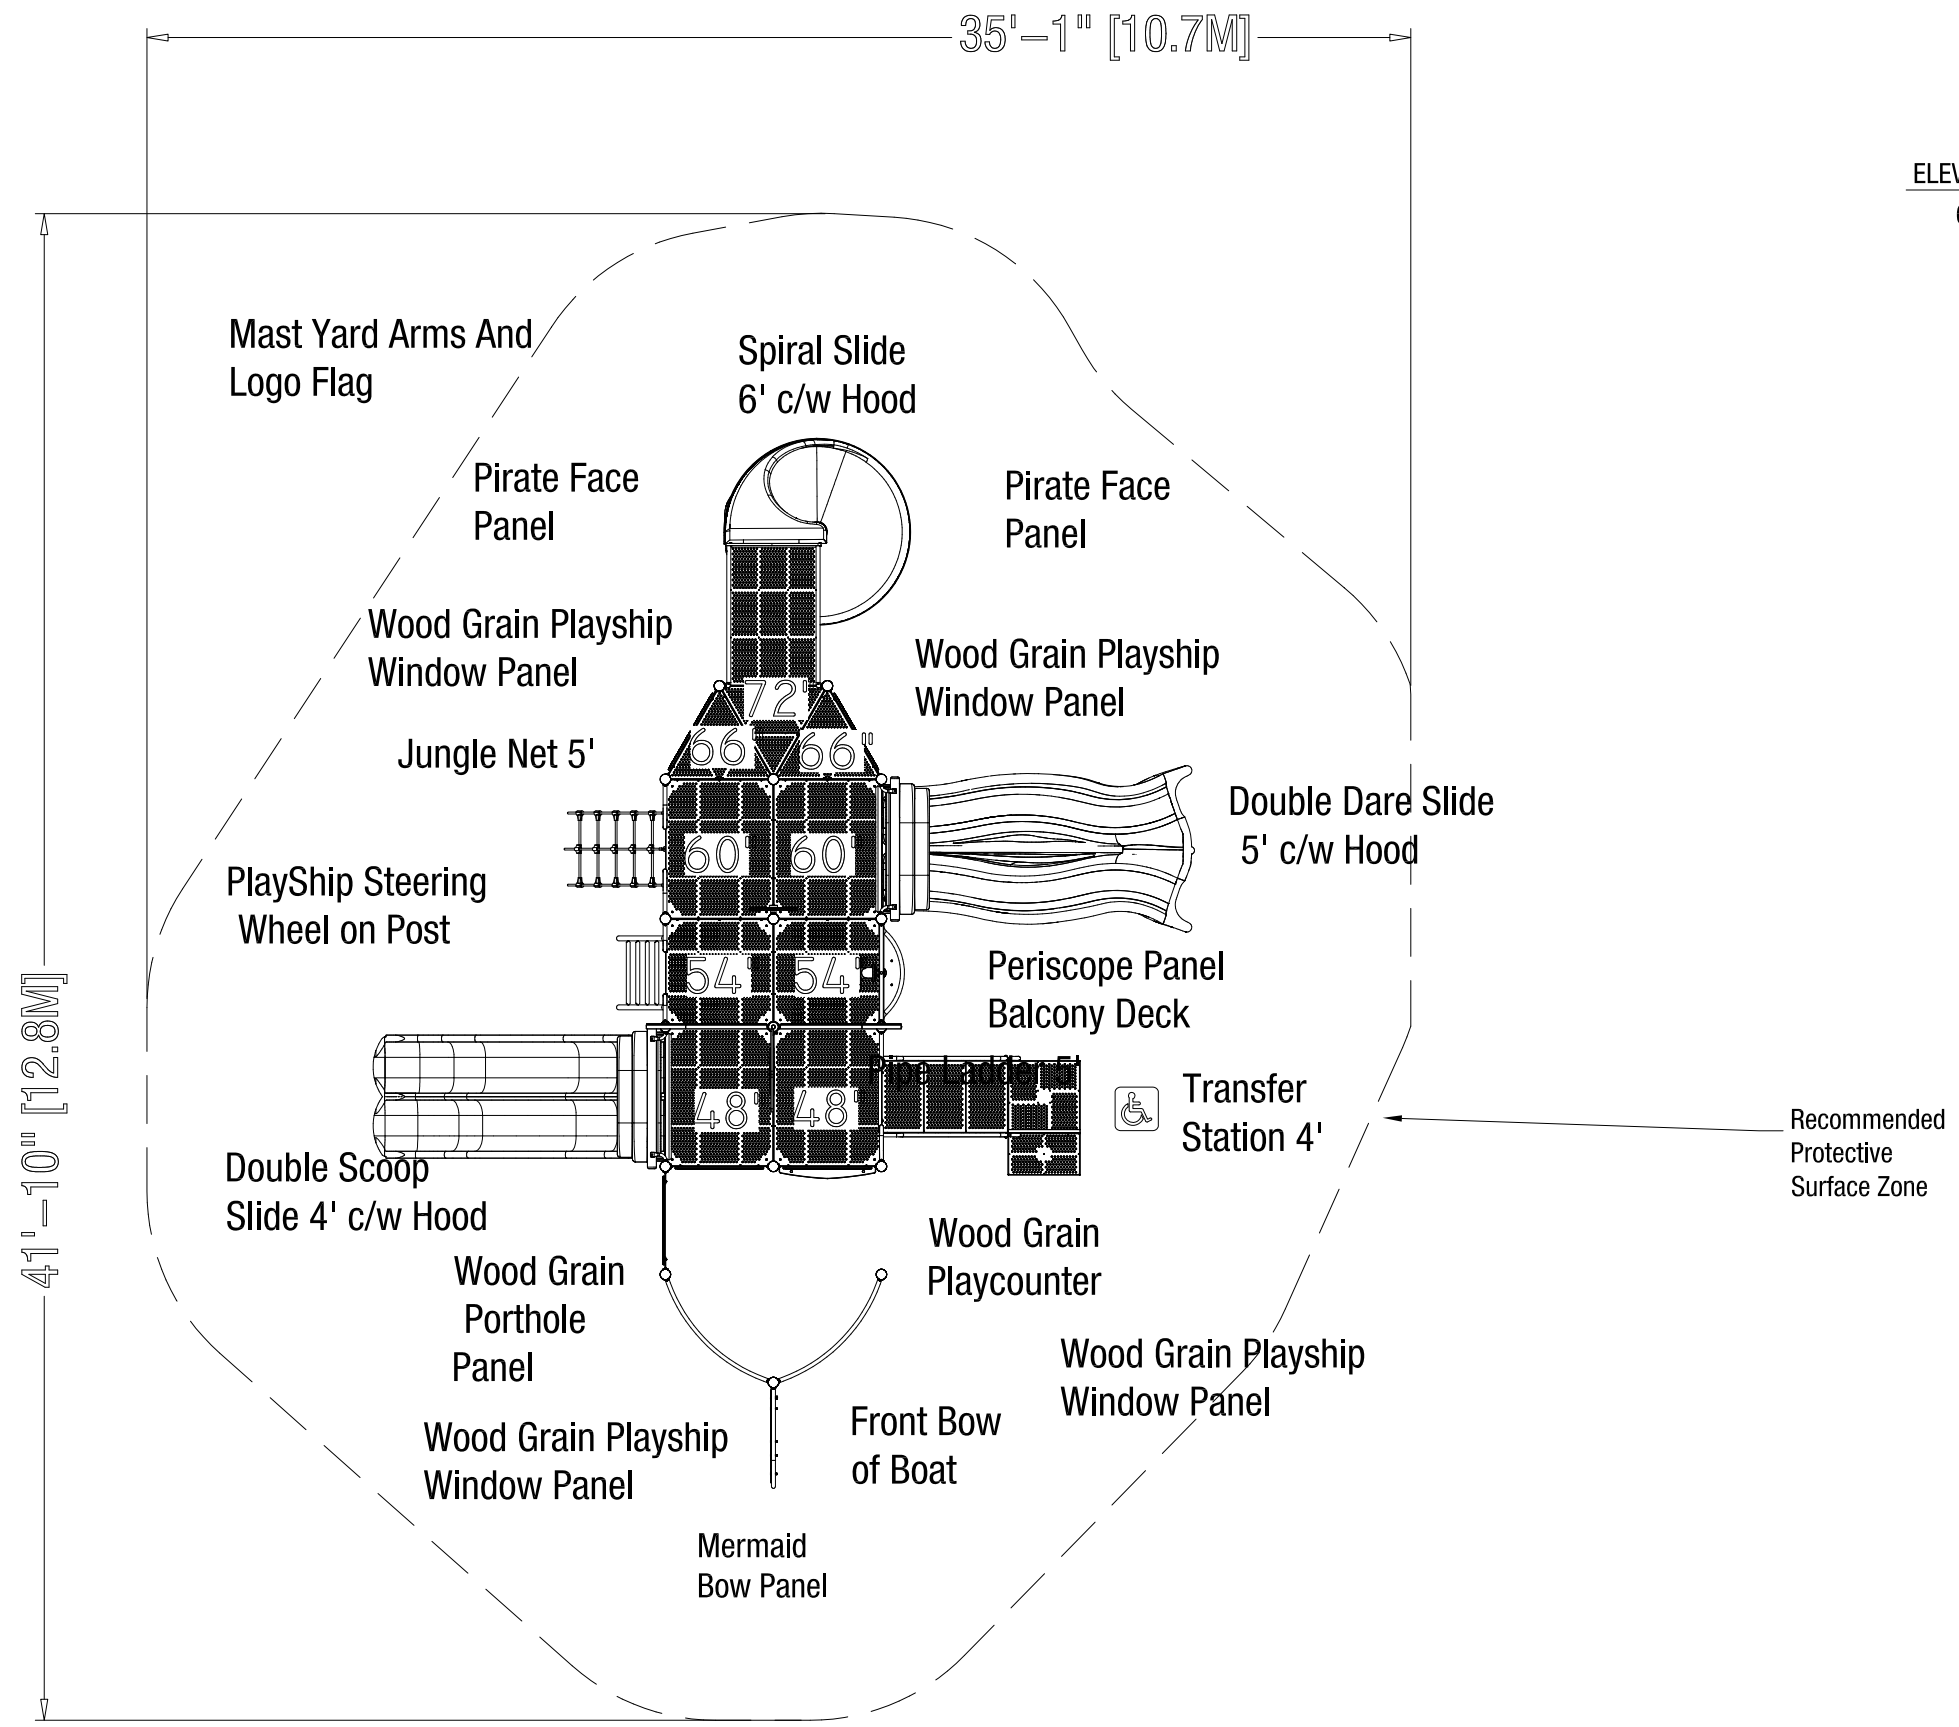 35'–1" [10.7M]
Mast Yard Arms And
Logo Flag
Spiral Slide
6' c/w Hood
Pirate Face
Panel
Pirate Face
Panel
Wood Grain Playship
Window Panel
Wood Grain Playship
Window Panel
72"
66"
66"
Jungle Net 5'
Double Dare Slide
5' c/w Hood
60"
60"
PlayShip Steering
Wheel on Post
54"
54"
Periscope Panel
Balcony Deck
41'–10" [12.8M]
Pipe Ladder 5'
48"
48"
Transfer
Station 4'
Recommended
Protective
Surface Zone
Double Scoop
Slide 4' c/w Hood
Wood Grain
Playcounter
Wood Grain
Porthole
Panel
Wood Grain Playship
Window Panel
Front Bow
of Boat
Wood Grain Playship
Window Panel
Mermaid
Bow Panel